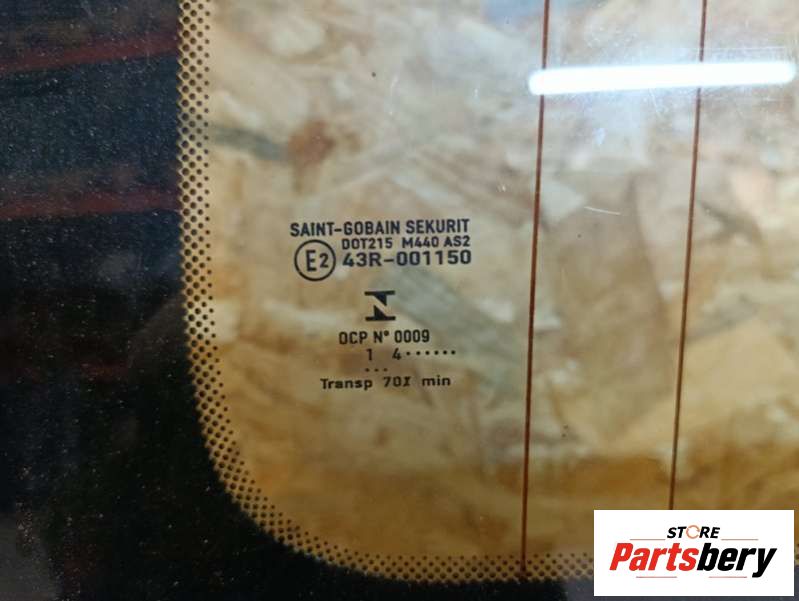 SAINT-GOBAIN SEKURIT
DOT215 M440 AS2
E2 43R-001150
OCP N° 0009
1 4······
···
Transp 70% min
STORE
Partsbery